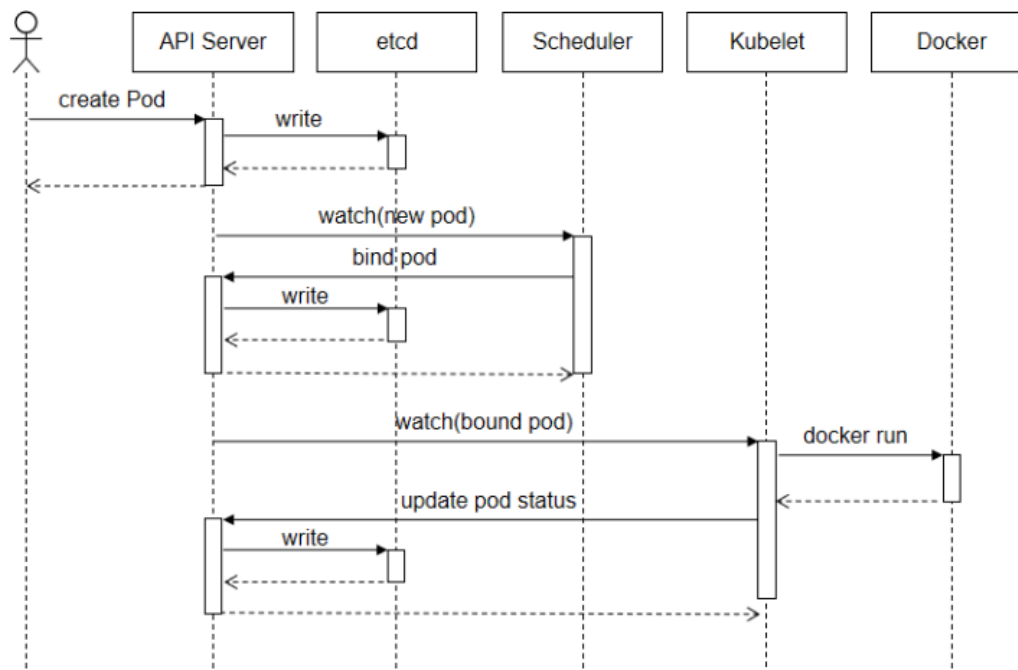 API Server
etcd
Scheduler
Kubelet
Docker
create Pod
write
watch(new pod)
bind pod
write
watch(bound pod)
docker run
update pod status
write